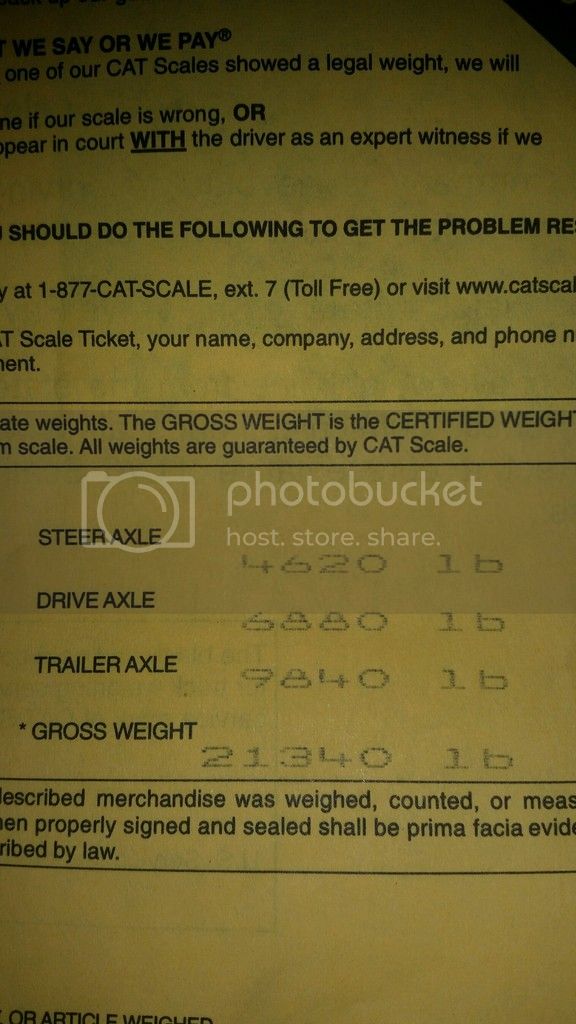 T WE SAY OR WE PAY®
one of our CAT Scales showed a legal weight, we will
ne if our scale is wrong, OR
ppear in court WITH the driver as an expert witness if we
SHOULD DO THE FOLLOWING TO GET THE PROBLEM RE
y at 1-877-CAT-SCALE, ext. 7 (Toll Free) or visit www.catscal
AT Scale Ticket, your name, company, address, and phone n
ment.
ate weights. The GROSS WEIGHT is the CERTIFIED WEIGHT
m scale. All weights are guaranteed by CAT Scale.
photobucket
host. store. share.
STEER AXLE
4620 lb
DRIVE AXLE
6880 lb
TRAILER AXLE
9840 lb
* GROSS WEIGHT
21340 lb
described merchandise was weighed, counted, or meas
hen properly signed and sealed shall be prima facia evide
ribed by law.
OR ARTICLE WEIGHED